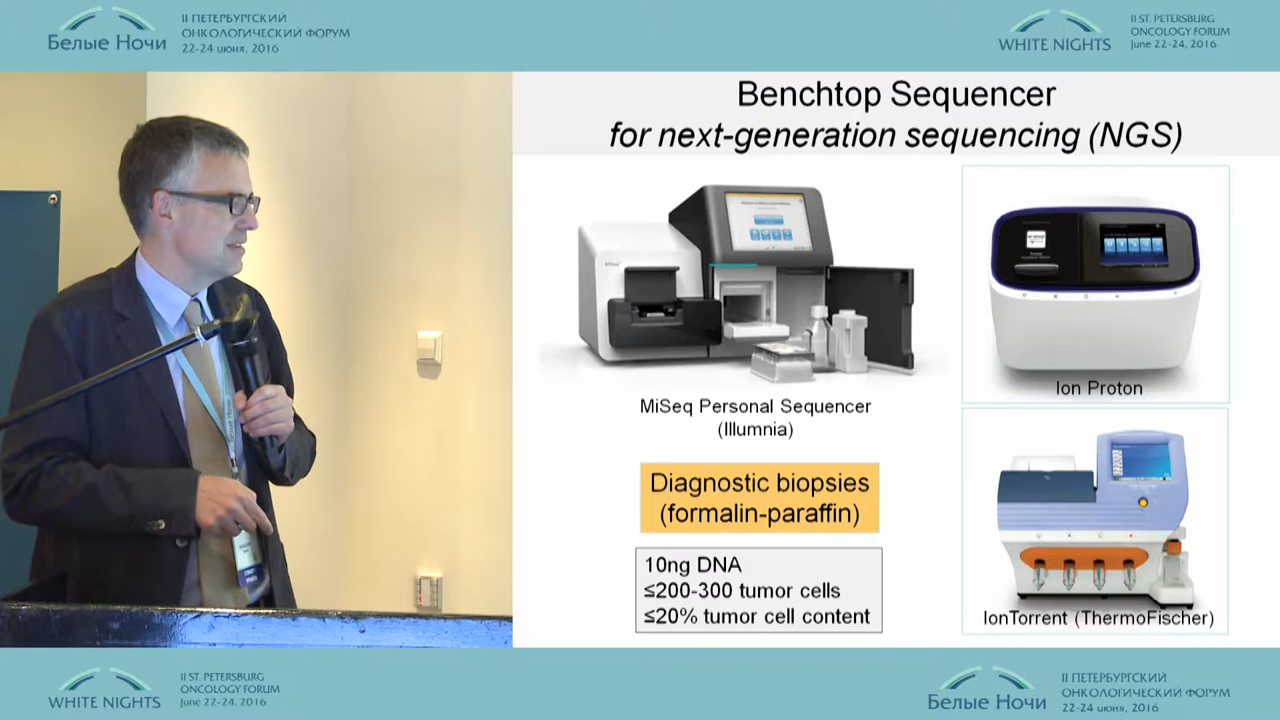 Белые Ночи
II ПЕТЕРБУРГСКИЙ
ОНКОЛОГИЧЕСКИЙ ФОРУМ
22-24 июня, 2016
WHITE NIGHTS
II ST. PETERSBURG
ONCOLOGY FORUM
June 22-24, 2016
Benchtop Sequencer
for next-generation sequencing (NGS)
MiSeq Personal Sequencer
(Illumnia)
Ion Proton
Diagnostic biopsies
(formalin-paraffin)
10ng DNA
≤200-300 tumor cells
≤20% tumor cell content
IonTorrent (ThermoFischer)
WHITE NIGHTS
II ST. PETERSBURG
ONCOLOGY FORUM
June 22-24, 2016
Белые Ночи
II ПЕТЕРБУРГСКИЙ
ОНКОЛОГИЧЕСКИЙ ФОРУМ
22-24 июня, 2016